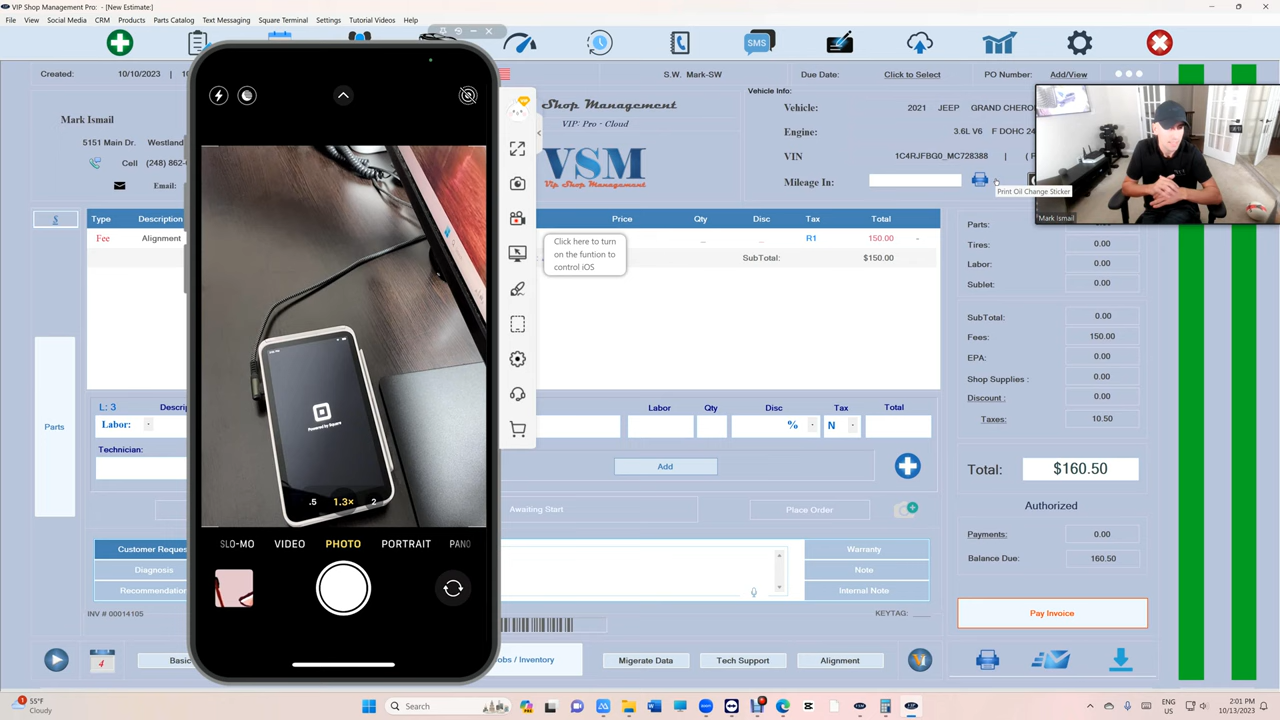 VIP Shop Management Pro: - [New Estimate:]
File View Social Media CRM Products Parts Catalog Text Messaging Square Terminal Settings Tutorial Videos Help
SMS
Created: 10/10/2023 |
S.W. Mark-SW
Due Date: Click to Select
PO Number: Add/View
Mark Ismail
5151 Main Dr. Westland
Cell (248) 862-
Email:
Shop Management
VIP: Pro - Cloud
VSM
Vip Shop Management
Vehicle Info:
Vehicle: 2021 JEEP GRAND CHERO
Engine: 3.6L V6 F DOHC 24
VIN 1C4RJFBG0_MC728388 | ( F
Mileage In:
Print Oil Change Sticker
Mark Ismail
$ Type Description Price Qty Disc Tax Total
Fee Alignment R1 150.00 -
SubTotal: $150.00
Click here to turn
on the funtion to
control iOS
Powered by Square
.5 1.3× 2
SLO-MO VIDEO PHOTO PORTRAIT PANO
Parts: 0.00
Tires: 0.00
Labor: 0.00
Sublet: 0.00
SubTotal: 0.00
Fees: 150.00
EPA: 0.00
Shop Supplies : 0.00
Discount : 0.00
Taxes: 10.50
Total: $160.50
Authorized
Payments: 0.00
Balance Due: 160.50
Pay Invoice
Parts
L: 3 Descri
Labor Qty Disc Tax Total
Labor: % N
Technician:
Add
Awaiting Start
Place Order
Customer Reques
Diagnosis
Recommendation
Warranty
Note
Internal Note
INV # 00014105
KEYTAG: ____
4 Basic obs / Inventory Migerate Data Tech Support Alignment
1 55°F
Cloudy
Search
ENG
US
2:01 PM
10/13/2023